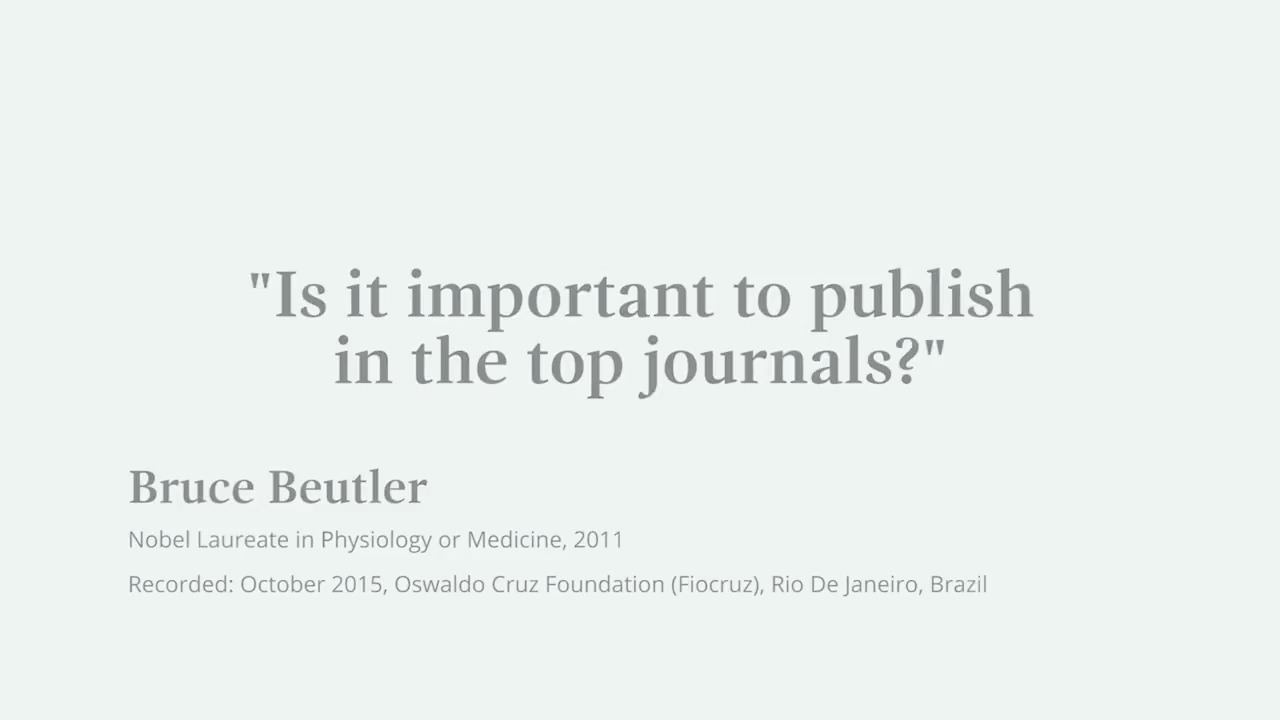 "Is it important to publish
in the top journals?"
Bruce Beutler
Nobel Laureate in Physiology or Medicine, 2011
Recorded: October 2015, Oswaldo Cruz Foundation (Fiocruz), Rio De Janeiro, Brazil